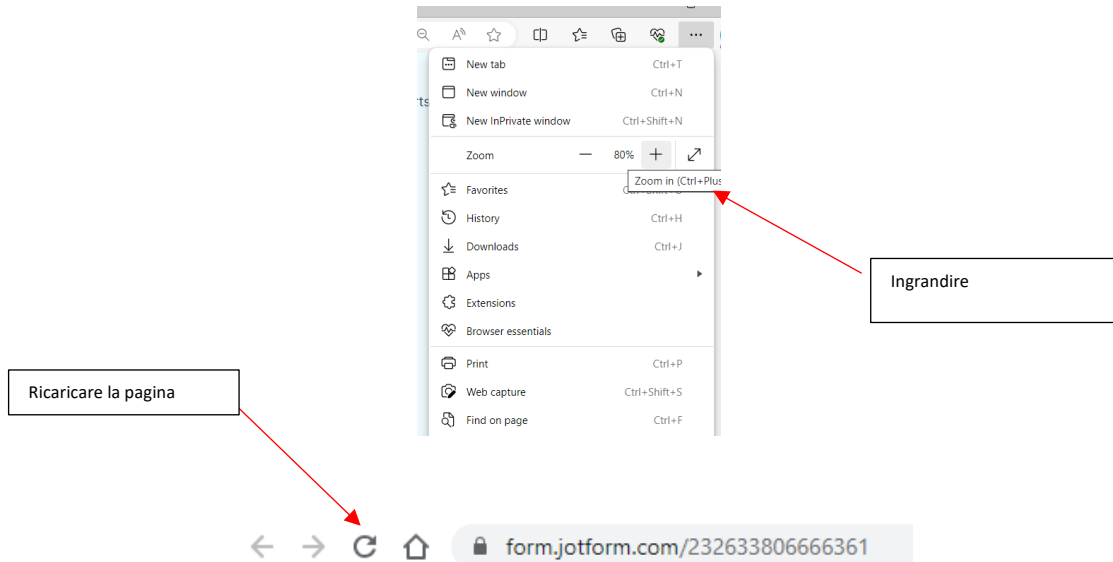 ts
New tab Ctrl+T
New window Ctrl+N
New InPrivate window Ctrl+Shift+N
Zoom 80%
Zoom in (Ctrl+Plus
Favorites
History Ctrl+H
Downloads Ctrl+J
Apps
Ingrandire
Extensions
Browser essentials
Print Ctrl+P
Ricaricare la pagina
Web capture Ctrl+Shift+S
Find on page Ctrl+F
form.jotform.com/232633806666361